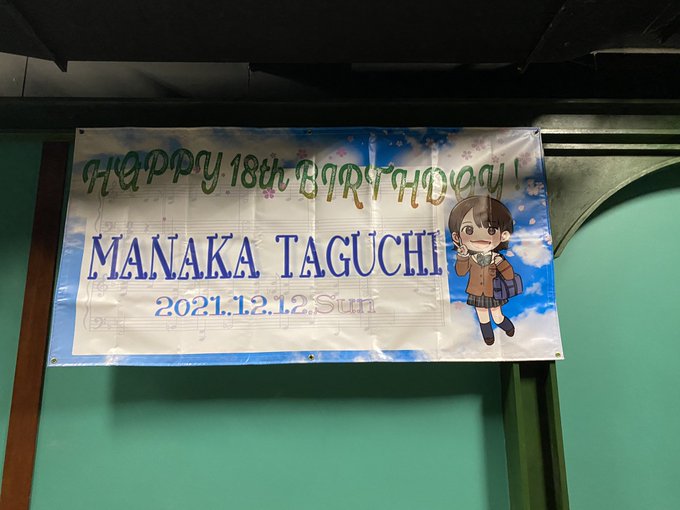 HAPPY 18th BIRTHDAY!
MANAKA TAGUCHI
2021.12.12.Sun